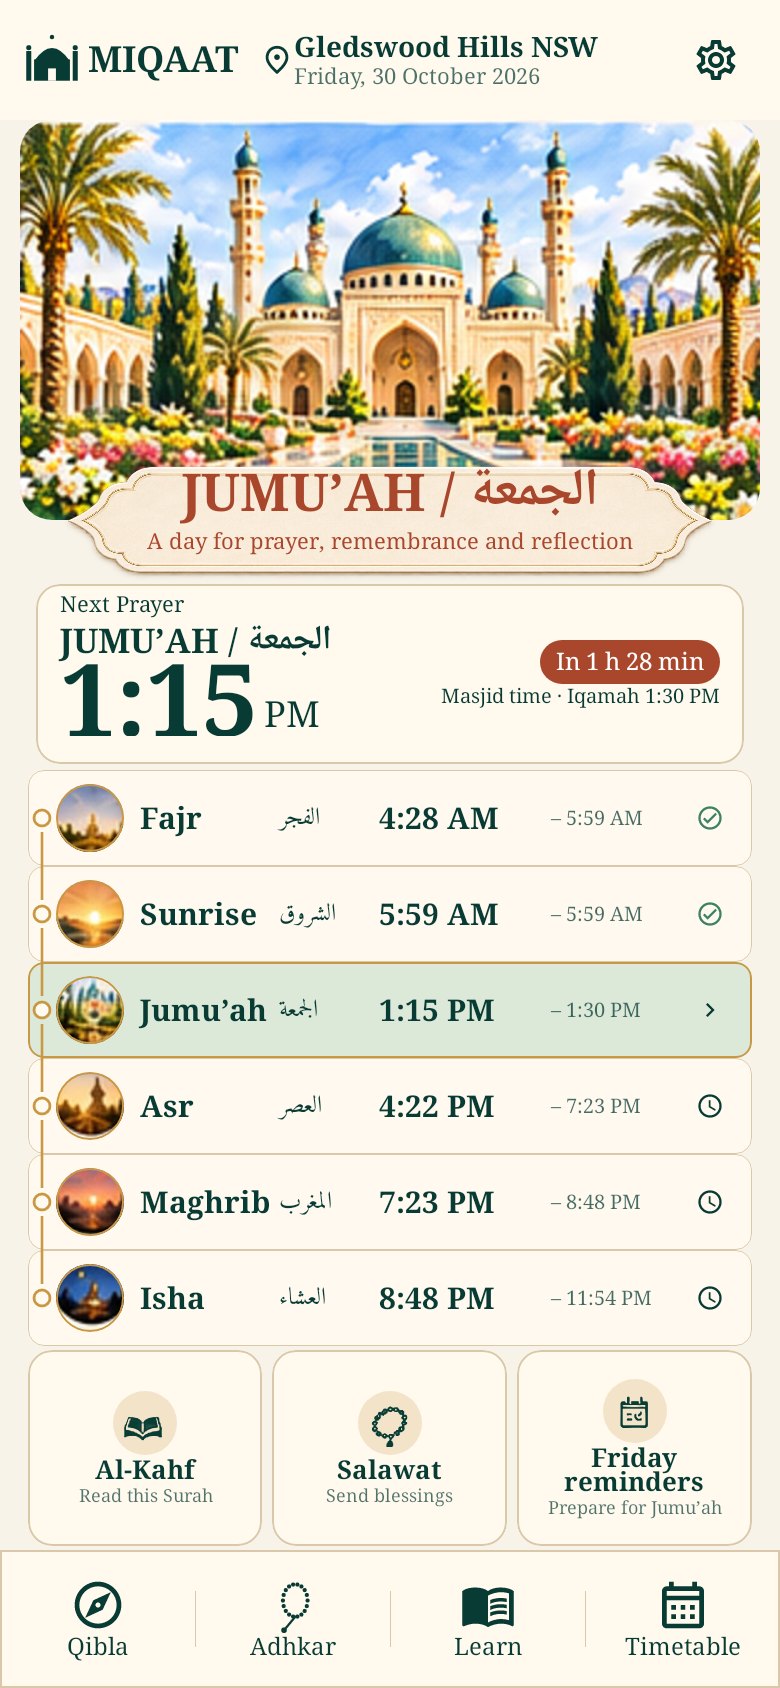 MIQAAT
Gledswood Hills NSW
Friday, 30 October 2026
JUMU’AH / الجمعة
A day for prayer, remembrance and reflection
Next Prayer
JUMU’AH / الجمعة
1:15 PM
In 1 h 28 min
Masjid time · Iqamah 1:30 PM
Fajr الفجر 4:28 AM – 5:59 AM
Sunrise الشروق 5:59 AM – 5:59 AM
Jumu’ah الجمعة 1:15 PM – 1:30 PM
Asr العصر 4:22 PM – 7:23 PM
Maghrib المغرب 7:23 PM – 8:48 PM
Isha العشاء 8:48 PM – 11:54 PM
Al-Kahf
Read this Surah
Salawat
Send blessings
Friday
reminders
Prepare for Jumu’ah
Qibla
Adhkar
Learn
Timetable